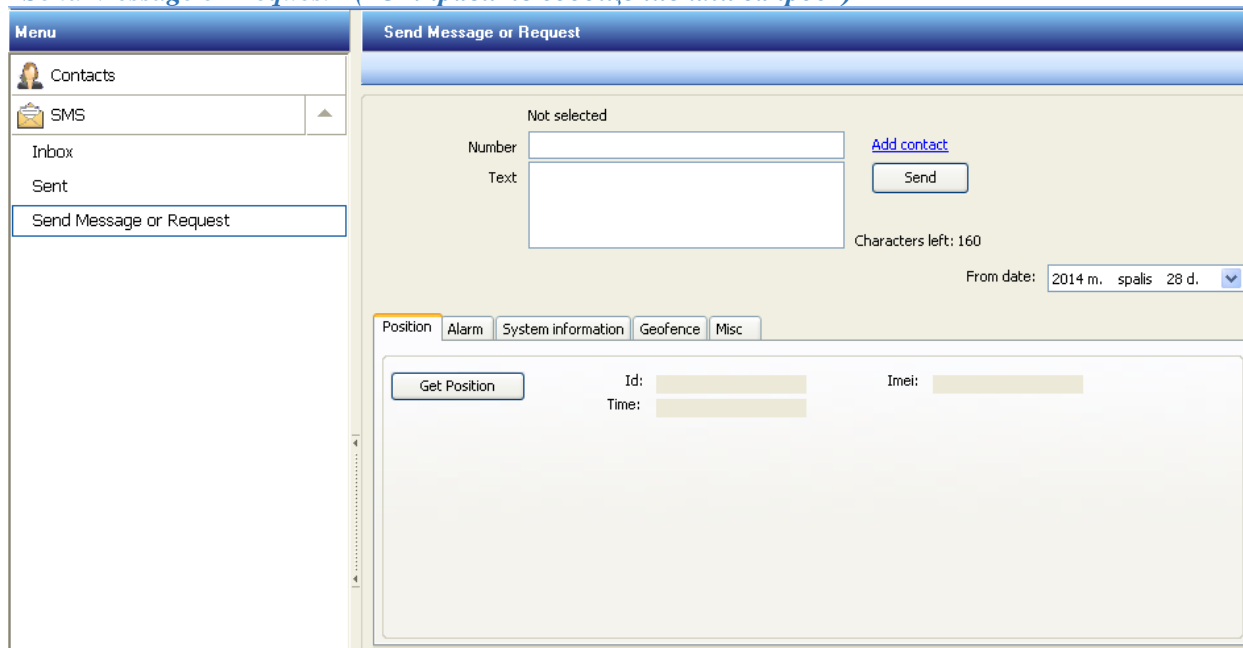 Menu
Send Message or Request
Contacts
SMS
Inbox
Sent
Send Message or Request
Not selected
Number
Add contact
Text
Send
Characters left: 160
From date: 2014 m. spalis 28 d.
Position Alarm System information Geofence Misc
Get Position Id: Imei:
Time: